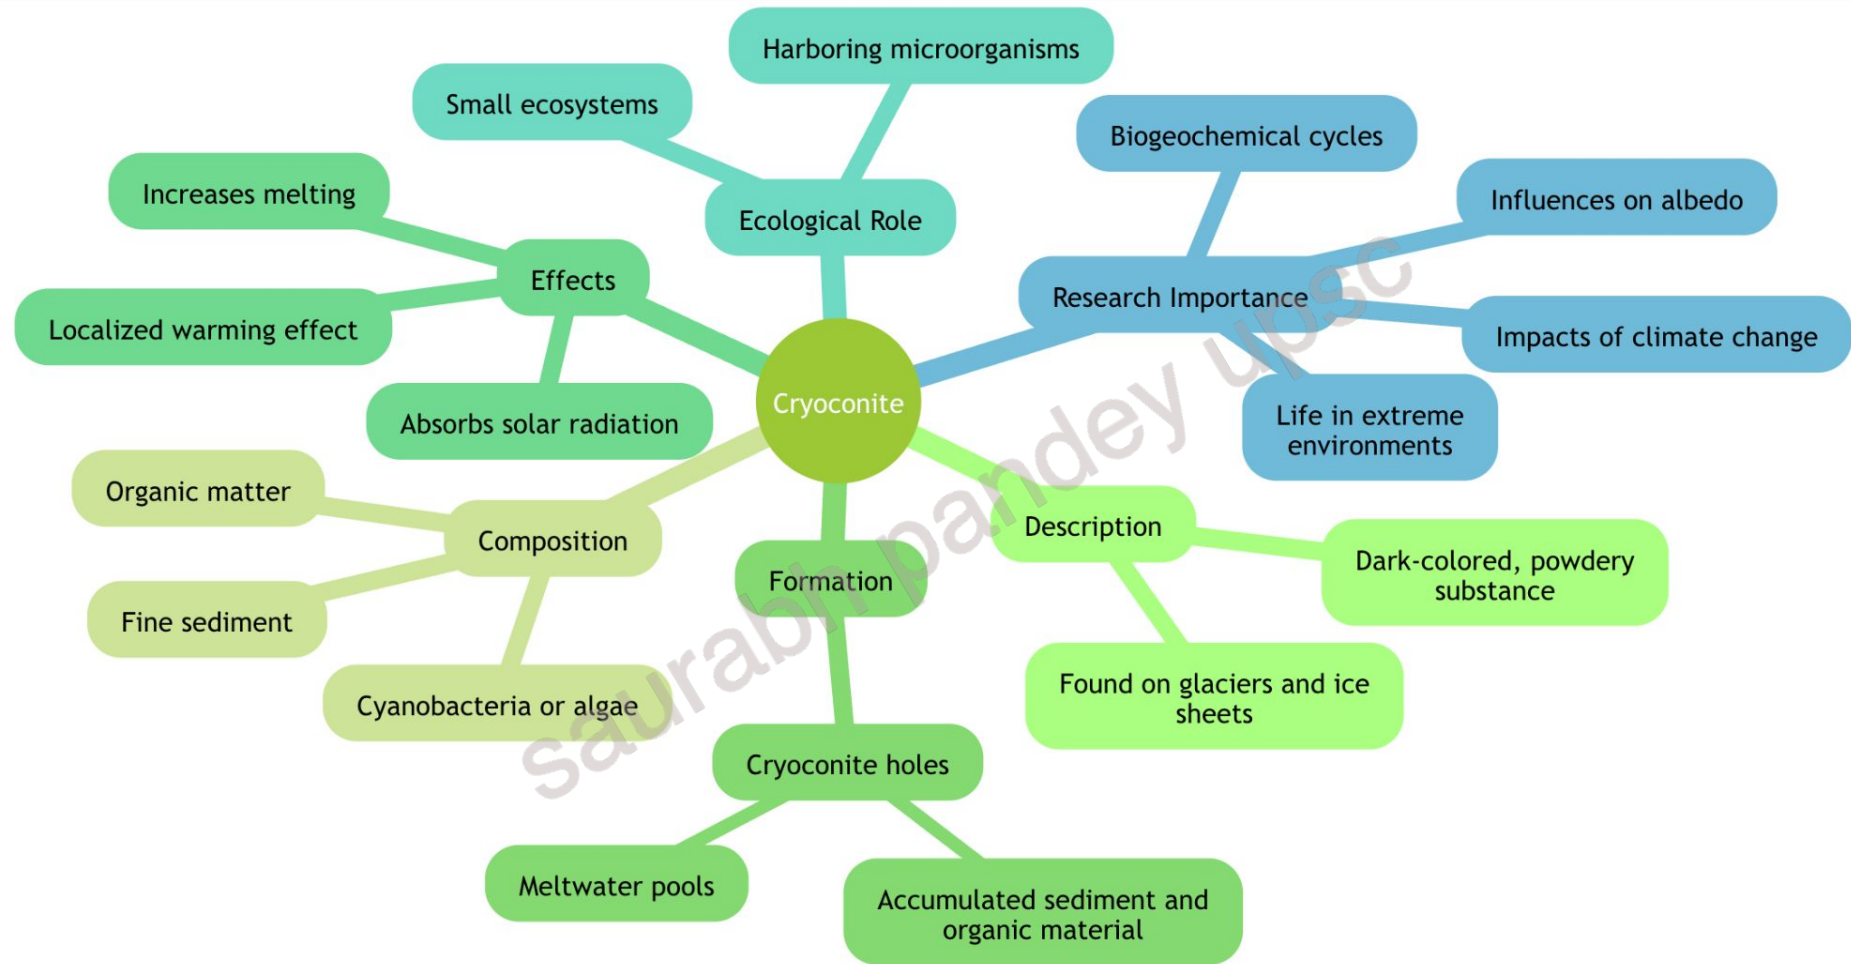 Harboring microorganisms
Small ecosystems
Ecological Role
Biogeochemical cycles
Influences on albedo
Research Importance
Impacts of climate change
Life in extreme
environments
Increases melting
Effects
Localized warming effect
Absorbs solar radiation
Cryoconite
Organic matter
Composition
Fine sediment
Cyanobacteria or algae
Formation
Description
Dark-colored, powdery
substance
Found on glaciers and ice
sheets
Cryoconite holes
Meltwater pools
Accumulated sediment and
organic material
saurabh pandey upsc